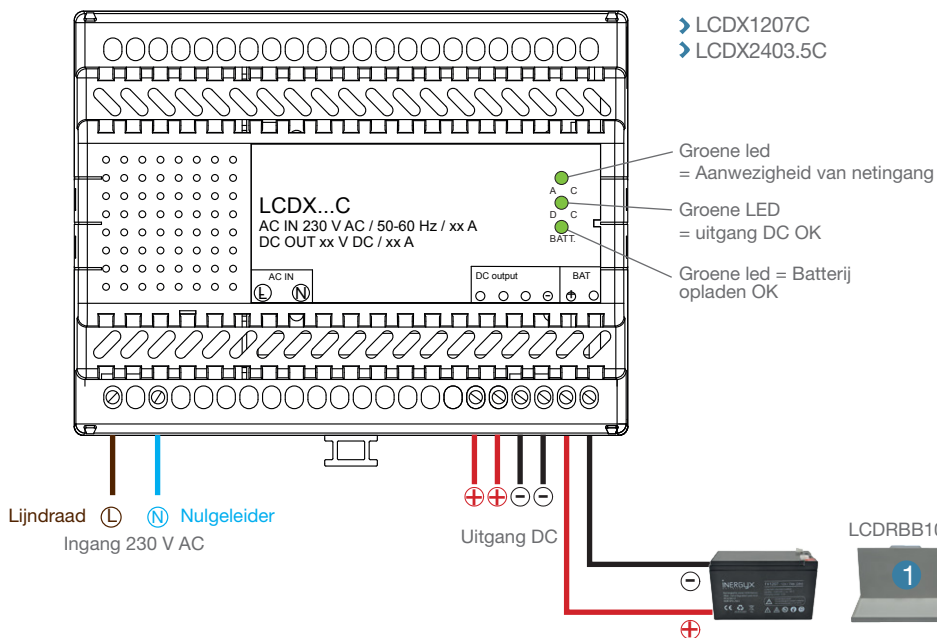 LCDX1207C
LCDX2403.5C
Groene led
= Aanwezigheid van netingang
Groene LED
= uitgang DC OK
Groene led = Batterij
opladen OK
A C
D C
BATT.
LCDX...C
AC IN 230 V AC / 50-60 Hz / xx A
DC OUT xx V DC / xx A
AC IN
L N
DC output
BAT
Lijndraad L
N Nulgeleider
Ingang 230 V AC
Uitgang DC
LCDRBB10
INERGYX
1